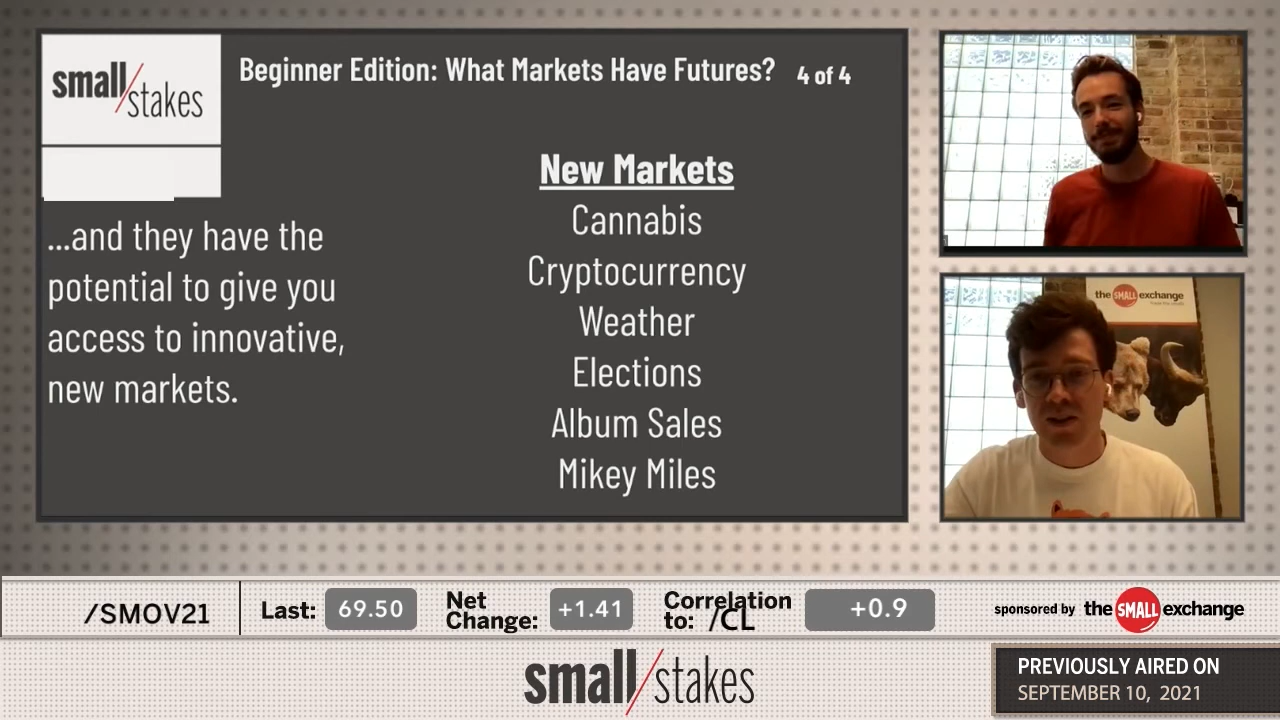 small/stakes
Beginner Edition: What Markets Have Futures? 4 of 4
...and they have the
potential to give you
access to innovative,
new markets.
New Markets
Cannabis
Cryptocurrency
Weather
Elections
Album Sales
Mikey Miles
the SMALL exchange
/SMOV21
Last: 69.50
Net
Change: +1.41
Correlation
to: /CL +0.9
sponsored by the SMALL exchange
small/stakes
PREVIOUSLY AIRED ON
SEPTEMBER 10, 2021